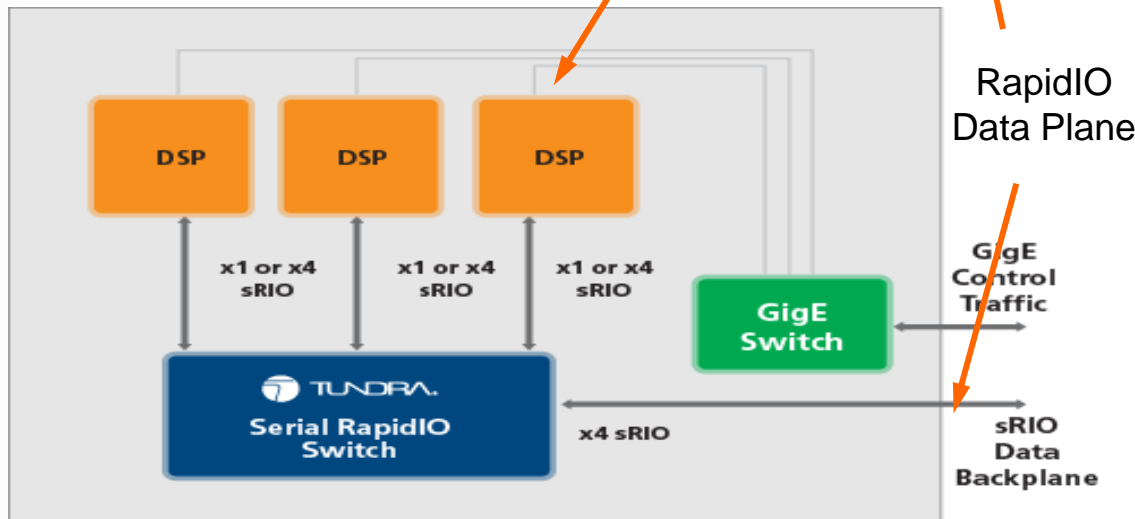 RapidIO
Data Plane
DSP
DSP
DSP
x1 or x4
sRIO
x1 or x4
sRIO
x1 or x4
sRIO
GigE
Switch
GigE
Control
Traffic
TUNDRA.
Serial RapidIO
Switch
x4 sRIO
sRIO
Data
Backplane